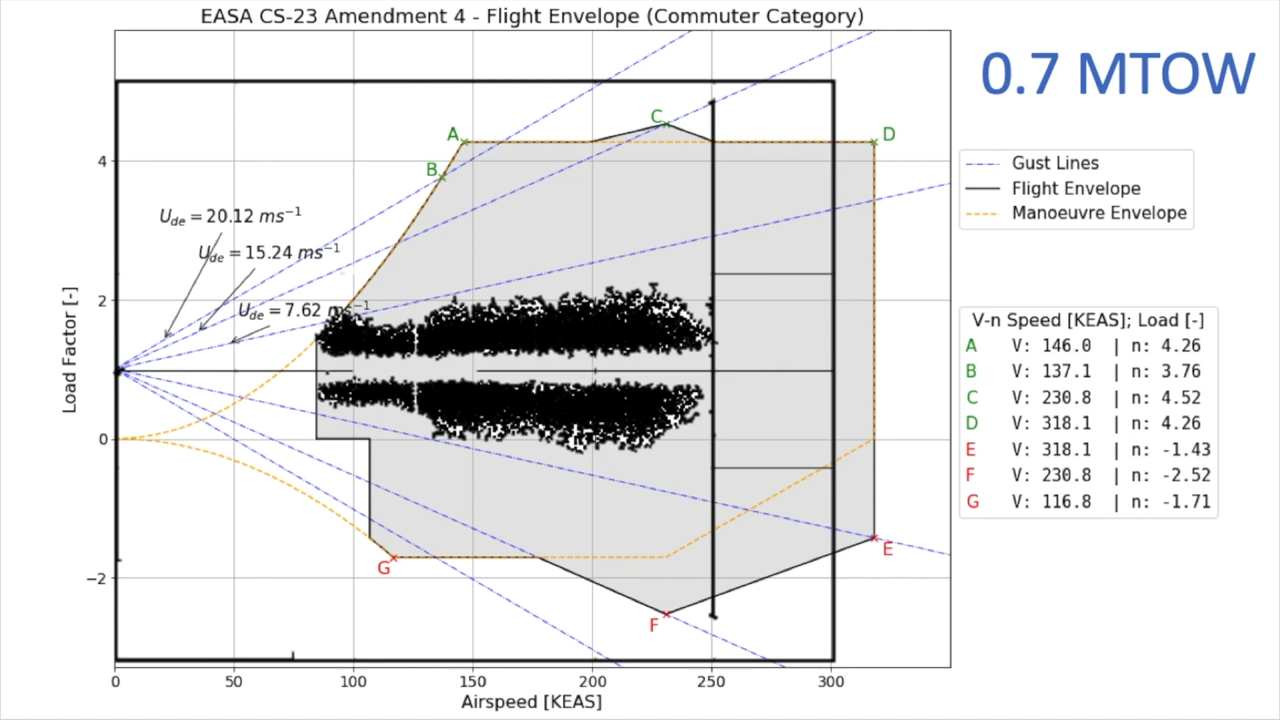 EASA CS-23 Amendment 4 - Flight Envelope (Commuter Category)
0.7 MTOW
Gust Lines
Flight Envelope
Manoeuvre Envelope
U_de = 20.12 ms⁻¹
U_de = 15.24 ms⁻¹
U_de = 7.62 ms⁻¹
A
B
C
D
E
F
G
Load Factor [-]
4
2
0
−2
0 50 100 150 200 250 300
Airspeed [KEAS]
V-n Speed [KEAS]; Load [-]
A V: 146.0 | n: 4.26
B V: 137.1 | n: 3.76
C V: 230.8 | n: 4.52
D V: 318.1 | n: 4.26
E V: 318.1 | n: -1.43
F V: 230.8 | n: -2.52
G V: 116.8 | n: -1.71